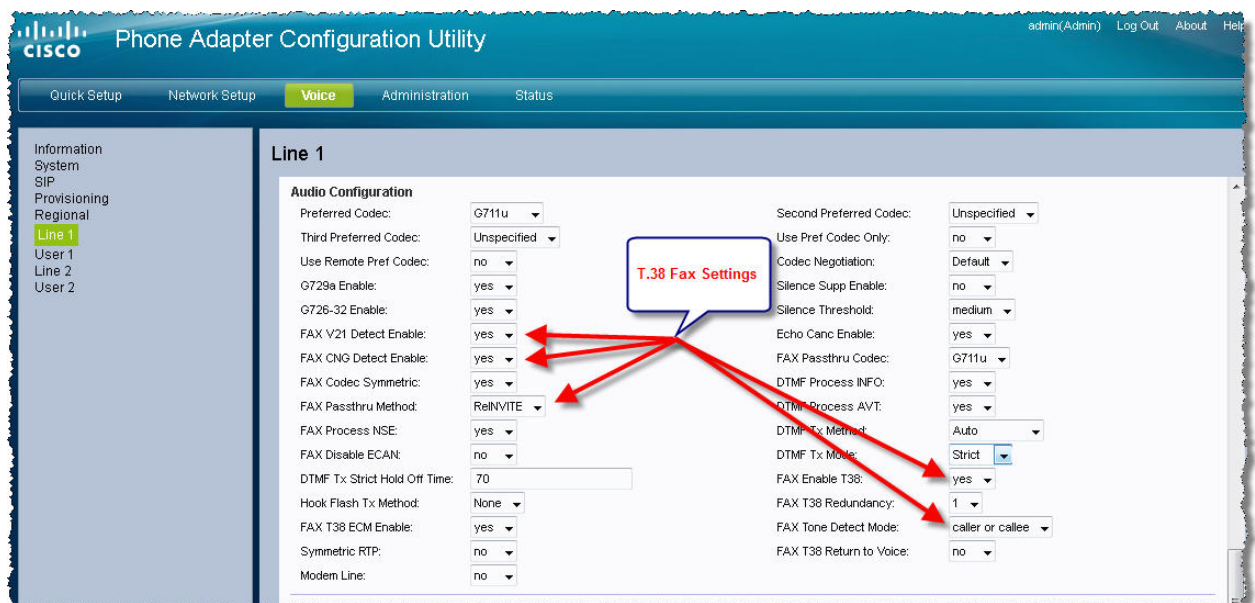 admin(Admin) Log Out About Help
CISCO
Phone Adapter Configuration Utility
Quick Setup Network Setup Voice Administration Status
Information
System
SIP
Provisioning
Regional
Line 1
User 1
Line 2
User 2
Line 1
Audio Configuration
Preferred Codec: G711u Second Preferred Codec: Unspecified
Third Preferred Codec: Unspecified Use Pref Codec Only: no
Use Remote Pref Codec: no Codec Negotiation: Default
T.38 Fax Settings
G729a Enable: yes Silence Supp Enable: no
G726-32 Enable: yes Silence Threshold: medium
FAX V21 Detect Enable: yes Echo Canc Enable: yes
FAX CNG Detect Enable: yes FAX Passthru Codec: G711u
FAX Codec Symmetric: yes DTMF Process INFO: yes
FAX Passthru Method: ReINVITE DTMF Process AVT: yes
FAX Process NSE: yes DTMF Tx Method: Auto
FAX Disable ECAN: no DTMF Tx Mode: Strict
DTMF Tx Strict Hold Off Time: 70 FAX Enable T38: yes
Hook Flash Tx Method: None FAX T38 Redundancy: 1
FAX T38 ECM Enable: yes FAX Tone Detect Mode: caller or callee
Symmetric RTP: no FAX T38 Return to Voice: no
Modem Line: no